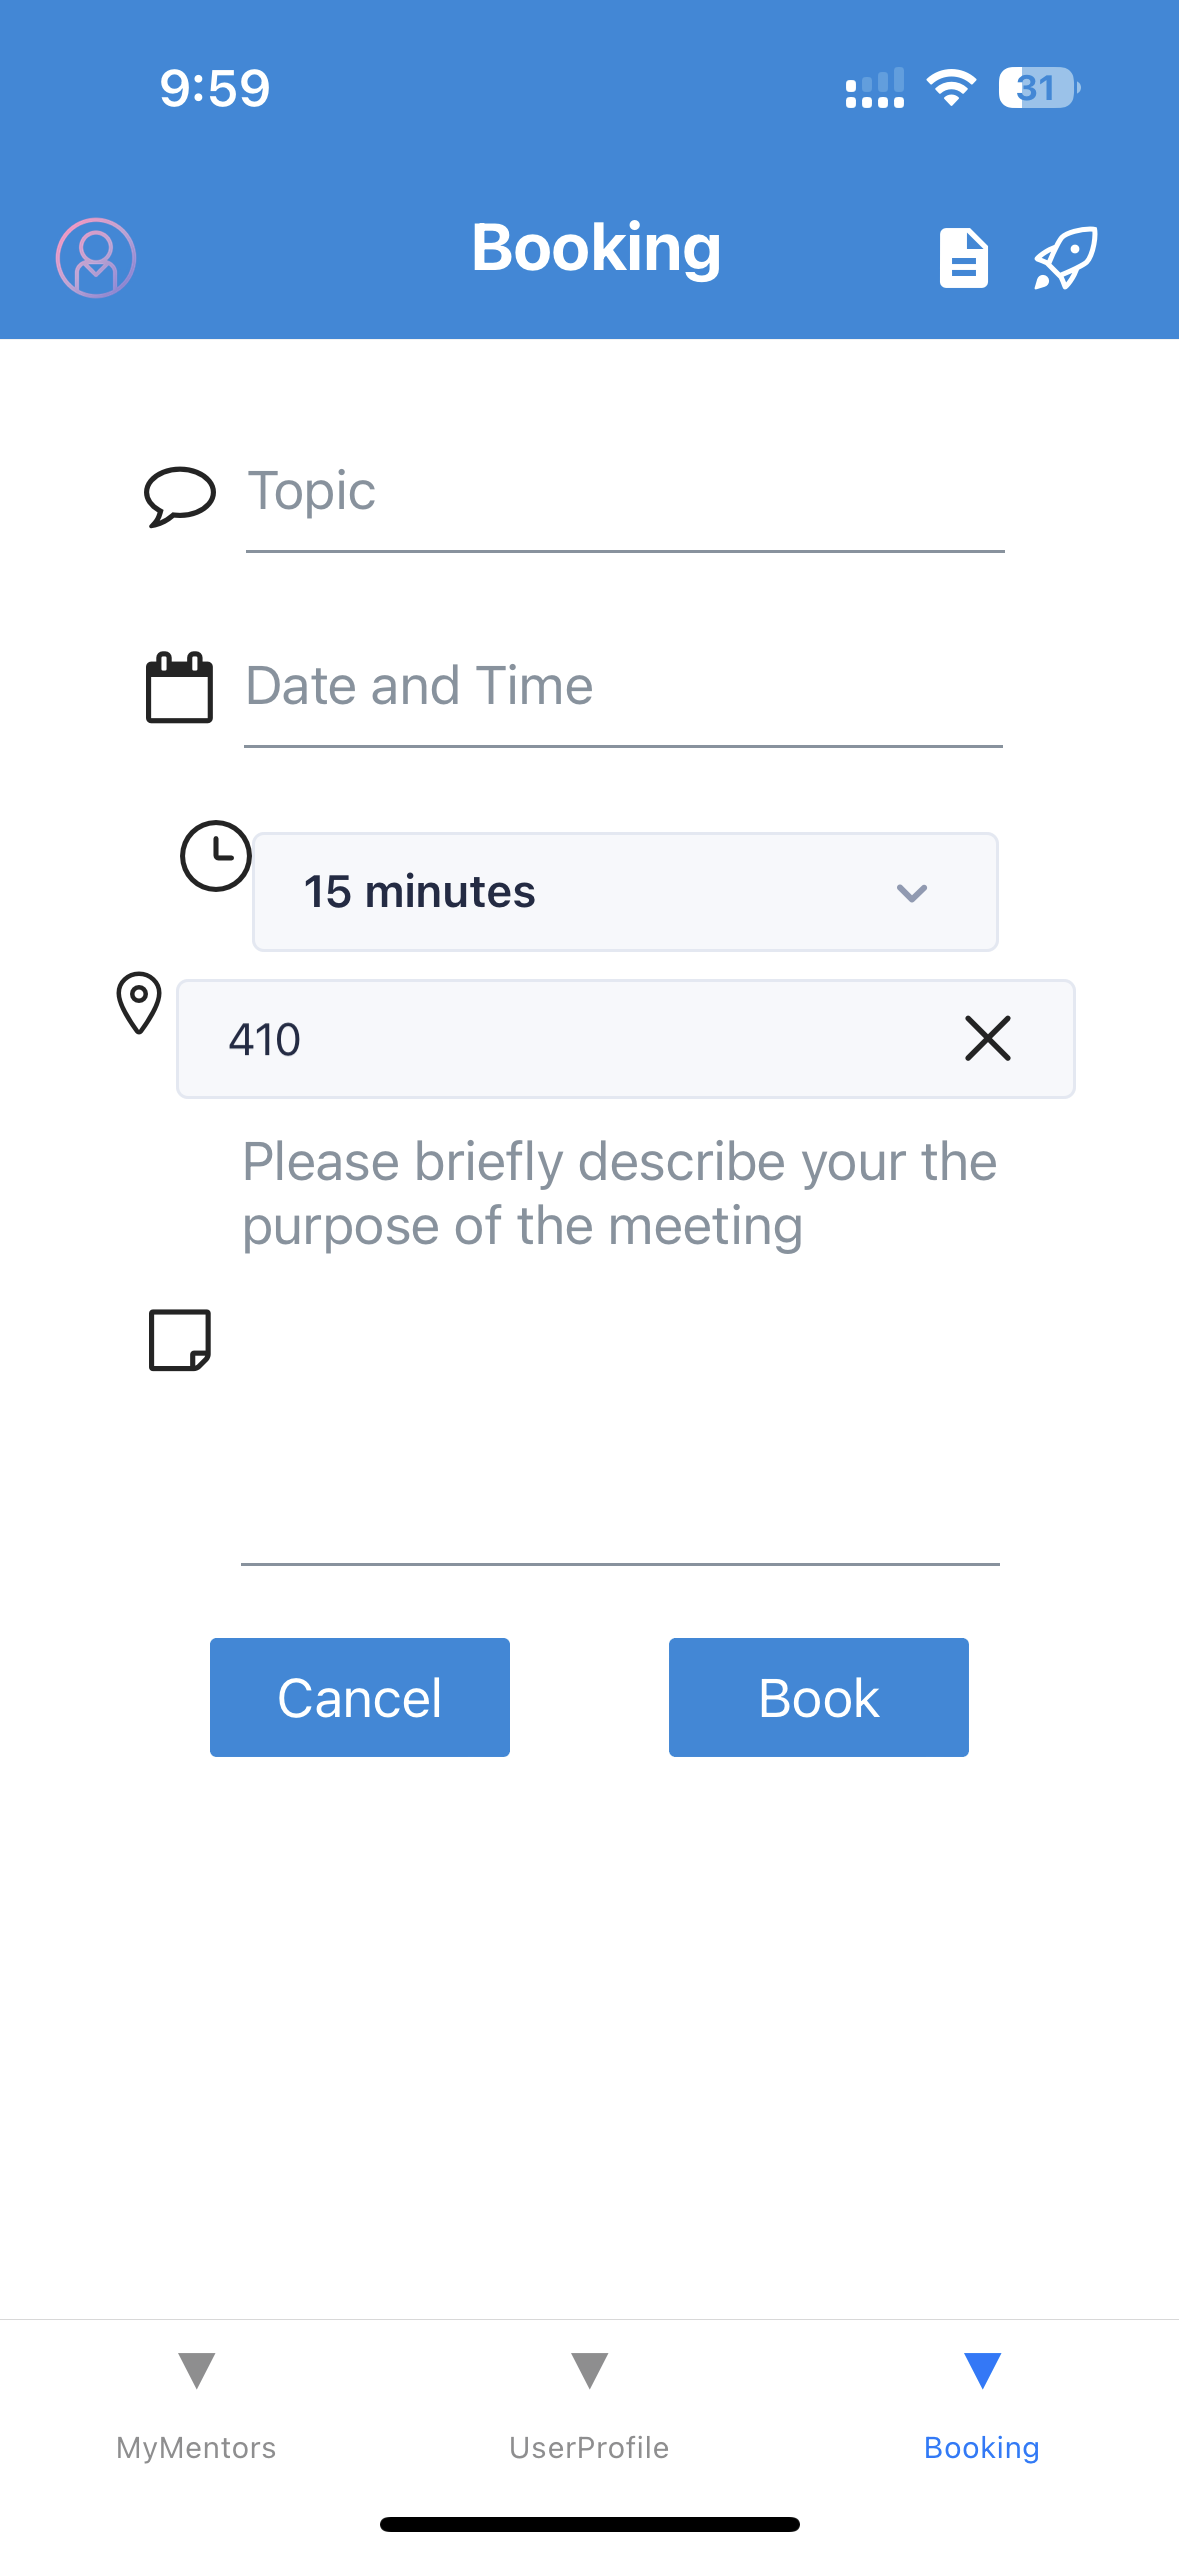 9:59
31
Booking
Topic
Date and Time
15 minutes
410
Please briefly describe your the
purpose of the meeting
Cancel
Book
MyMentors
UserProfile
Booking